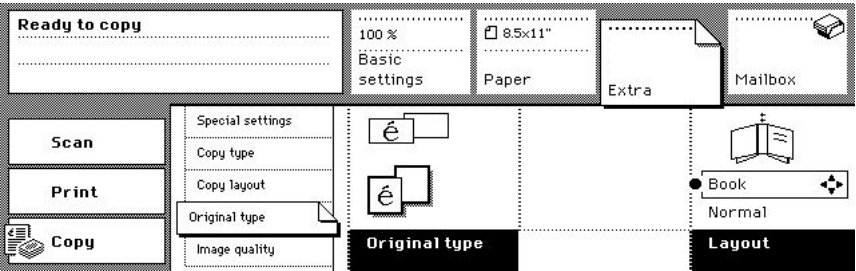 Ready to copy
100 %
Basic
settings
8.5x11"
Paper
Extra
Mailbox
Scan
Print
Copy
Special settings
Copy type
Copy layout
Original type
Image quality
é
é
Original type
Book
Normal
Layout